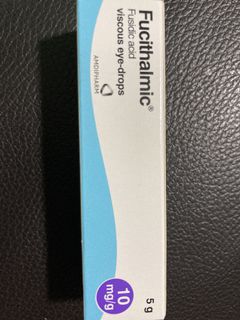 Fucithalmic®
Fusidic acid
viscous eye-drops
AMDIPHARM
5 g
10
mg/g